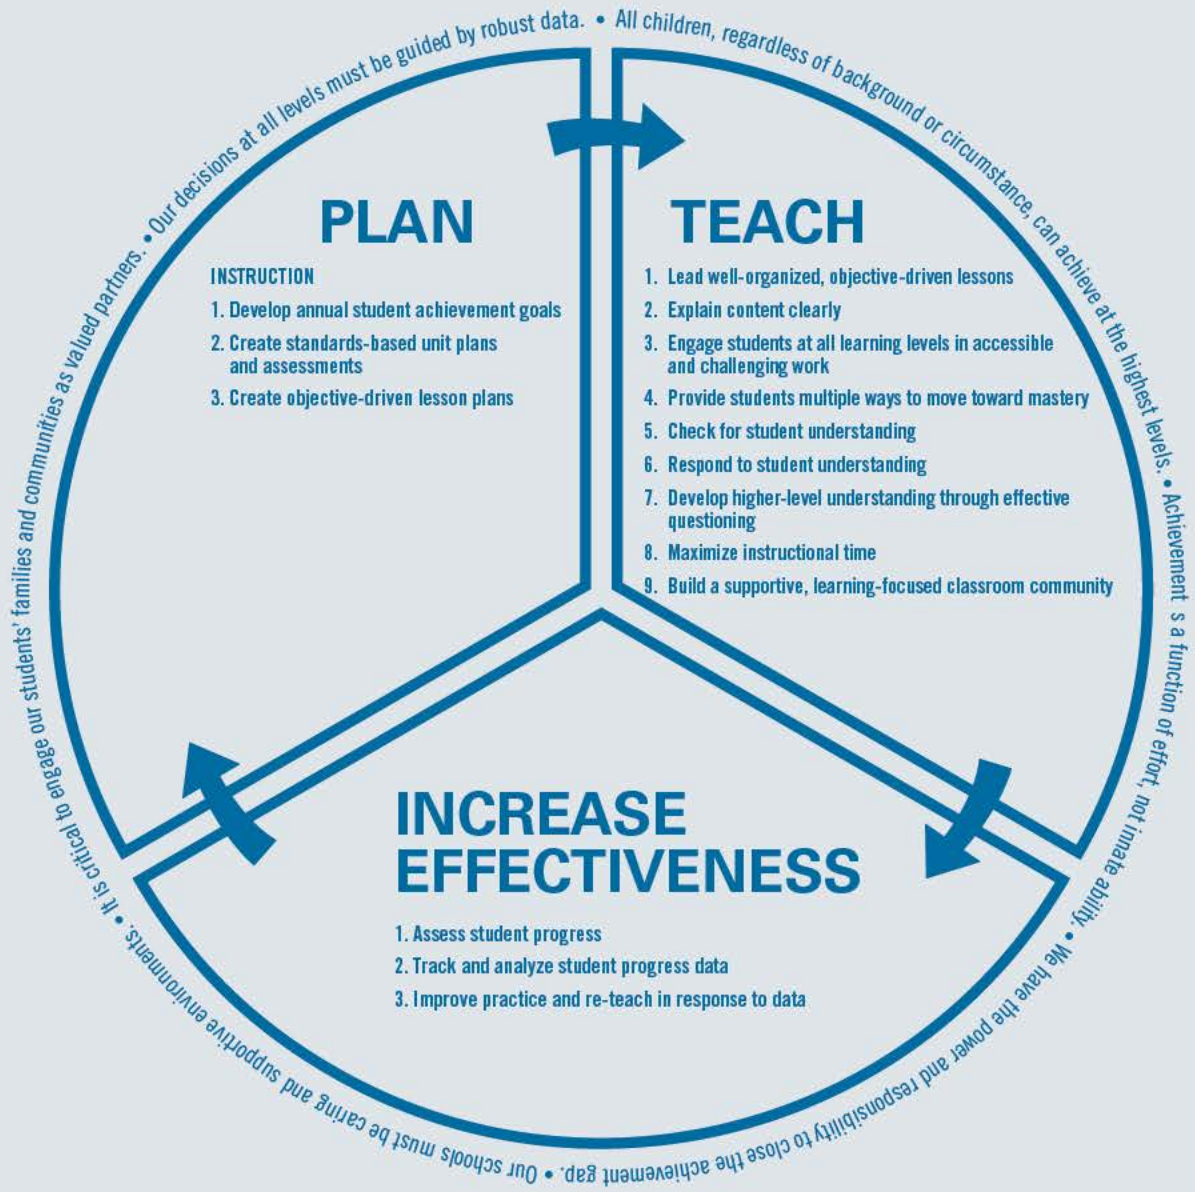 All children, regardless of background or circumstance, can achieve at the highest levels. • Achievement s a function of effort, not innate ability. • We have the power and responsibility to close the achievement gap. • Our schools must be caring and supportive environments. • It is critical to engage our students' families and communities as valued partners. • Our decisions at all levels must be guided by robust data. •
PLAN
INSTRUCTION
1. Develop annual student achievement goals
2. Create standards-based unit plans
and assessments
3. Create objective-driven lesson plans
TEACH
1. Lead well-organized, objective-driven lessons
2. Explain content clearly
3. Engage students at all learning levels in accessible
and challenging work
4. Provide students multiple ways to move toward mastery
5. Check for student understanding
6. Respond to student understanding
7. Develop higher-level understanding through effective
questioning
8. Maximize instructional time
9. Build a supportive, learning-focused classroom community
INCREASE
EFFECTIVENESS
1. Assess student progress
2. Track and analyze student progress data
3. Improve practice and re-teach in response to data